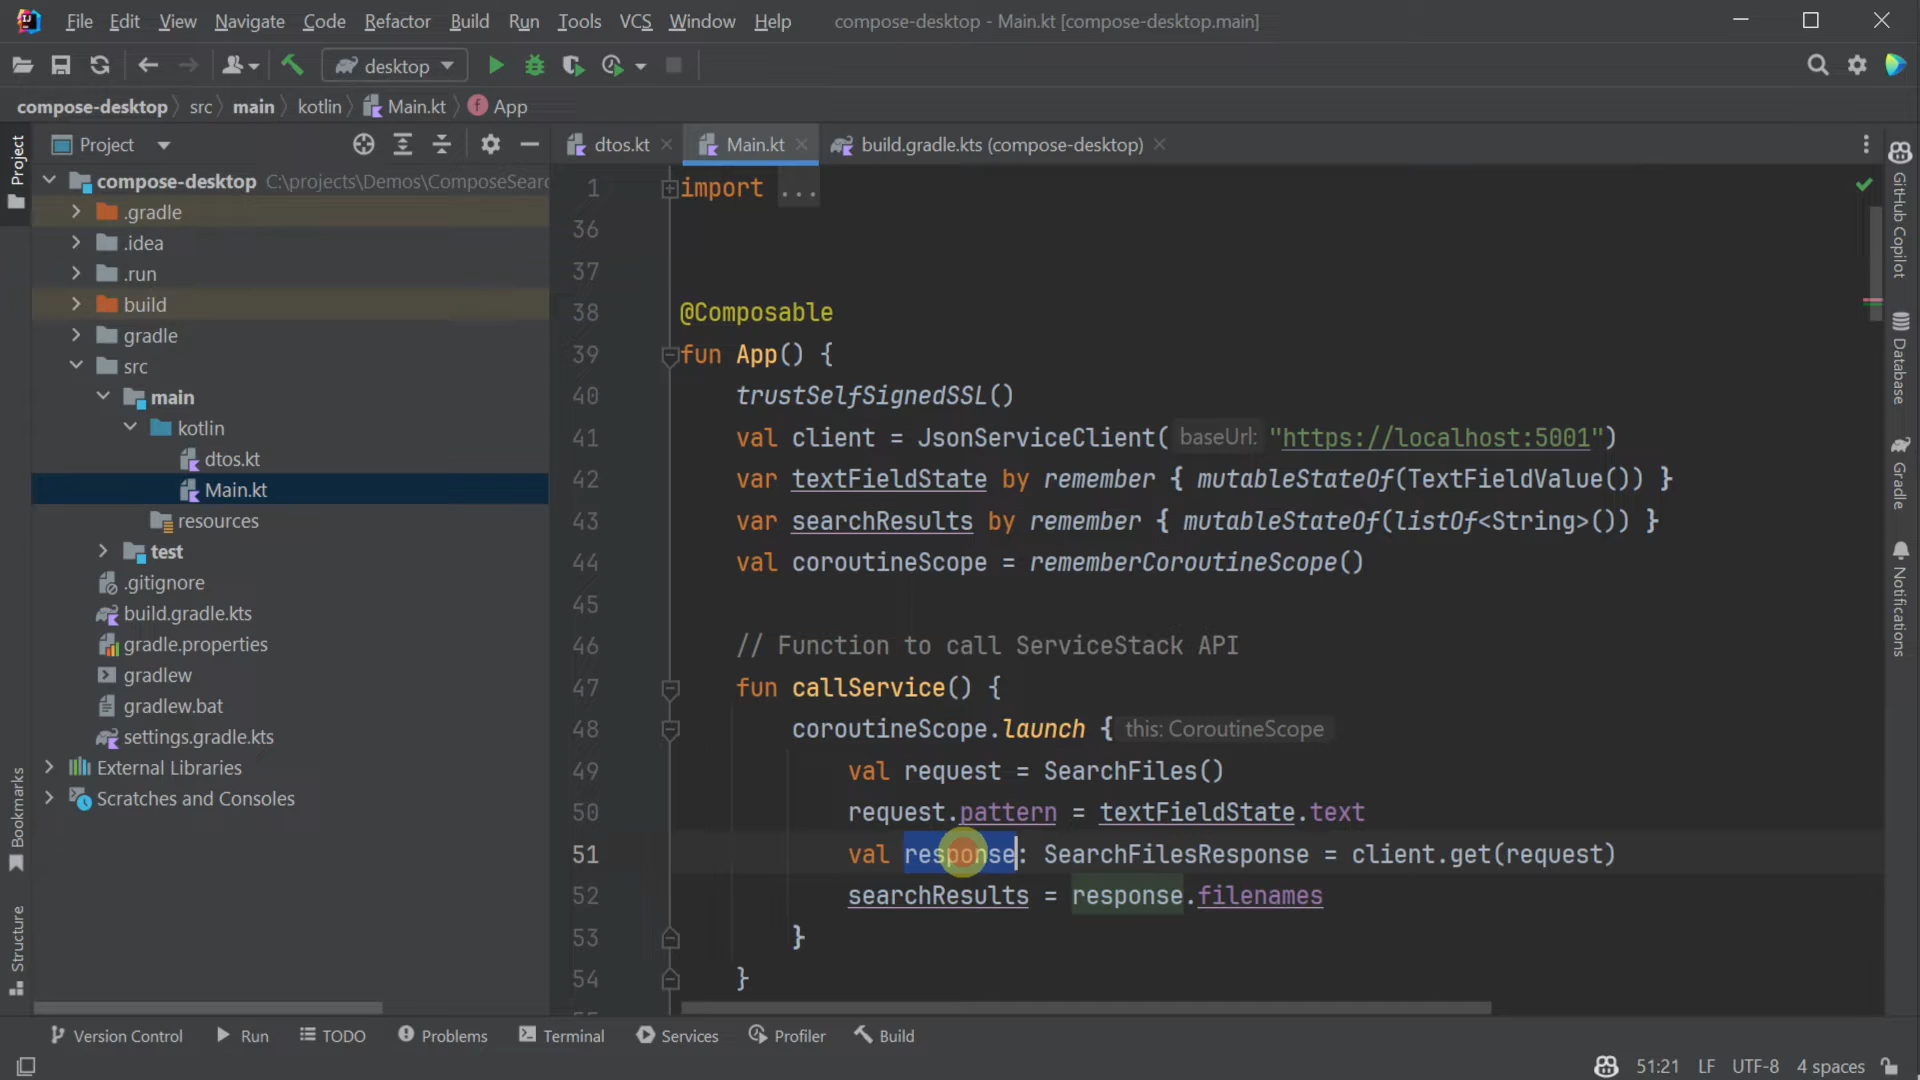 File Edit View Navigate Code Refactor Build Run Tools VCS Window Help compose-desktop - Main.kt [compose-desktop.main]
desktop
compose-desktop src main kotlin Main.kt f App
Project
Project
dtos.kt Main.kt build.gradle.kts (compose-desktop)
compose-desktop C:\projects\Demos\ComposeSearc
.gradle
.idea
.run
build
gradle
src
main
kotlin
dtos.kt
Main.kt
resources
test
.gitignore
build.gradle.kts
gradle.properties
gradlew
gradlew.bat
settings.gradle.kts
External Libraries
Scratches and Consoles
Bookmarks
Structure
1 import ...
36
37
38 @Composable
39 fun App() {
40 trustSelfSignedSSL()
41 val client = JsonServiceClient( baseUrl: "https://localhost:5001")
42 var textFieldState by remember { mutableStateOf(TextFieldValue()) }
43 var searchResults by remember { mutableStateOf(listOf<String>()) }
44 val coroutineScope = rememberCoroutineScope()
45
46 // Function to call ServiceStack API
47 fun callService() {
48 coroutineScope.launch { this: CoroutineScope
49 val request = SearchFiles()
50 request.pattern = textFieldState.text
51 val response: SearchFilesResponse = client.get(request)
52 searchResults = response.filenames
53 }
54 }
GitHub Copilot
Database
Gradle
Notifications
Version Control Run TODO Problems Terminal Services Profiler Build
51:21 LF UTF-8 4 spaces